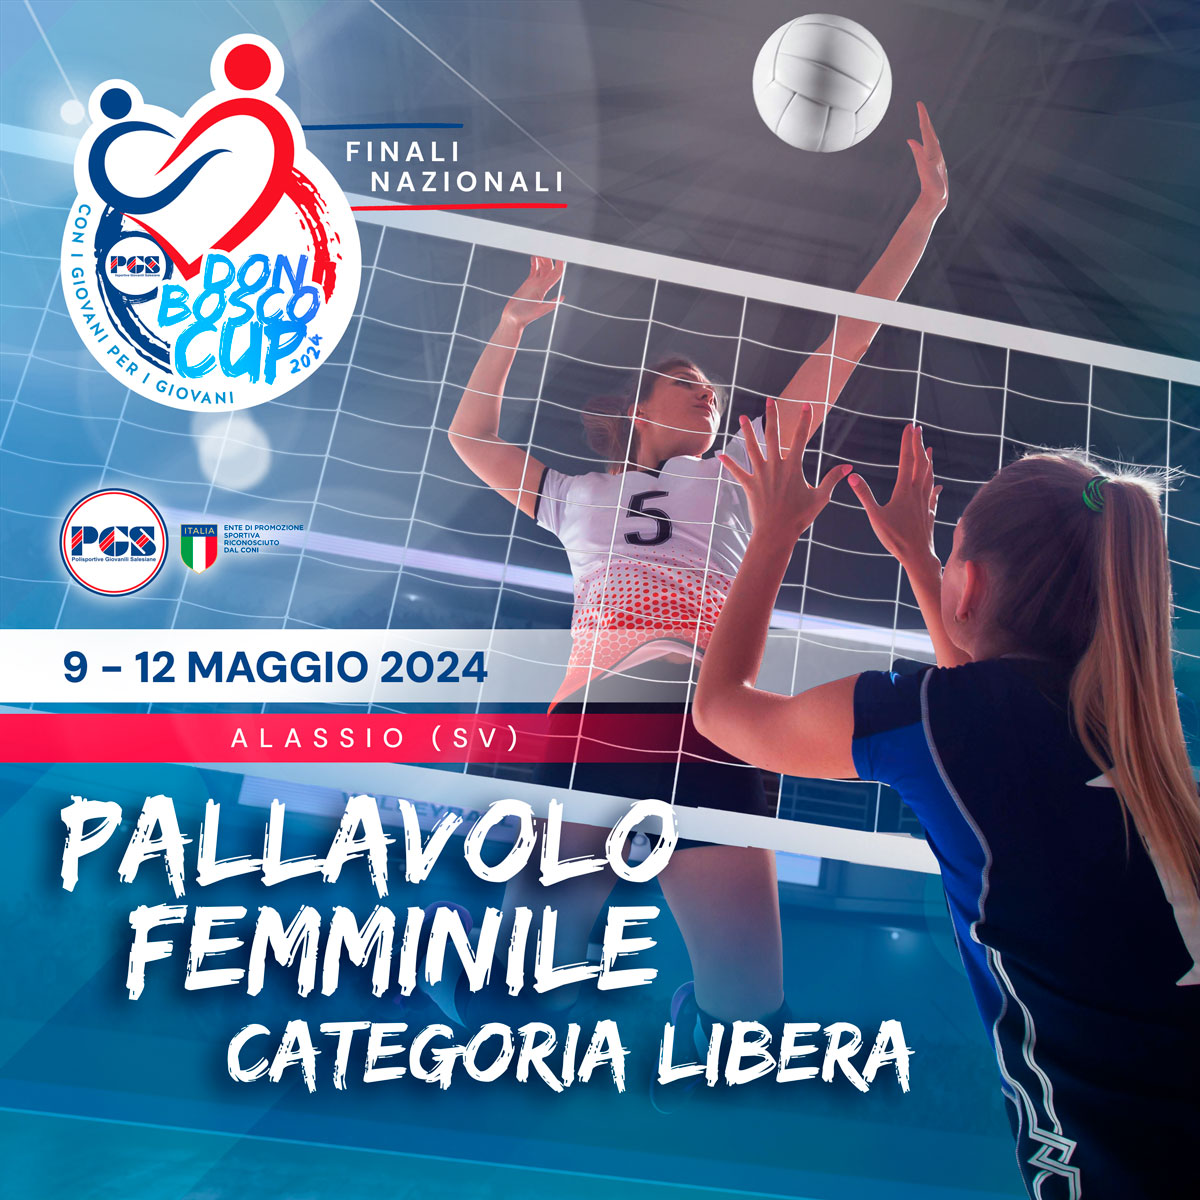 FINALI
NAZIONALI
CON I GIOVANI PER I GIOVANI
PGS
DON
BOSCO
CUP
2024
PGS
Polisportive Giovanili Salesiane
ITALIA
ENTE DI PROMOZIONE
SPORTIVA
RICONOSCIUTO
DAL CONI
5
9 – 12 MAGGIO 2024
ALASSIO (SV)
PALLAVOLO
FEMMINILE
CATEGORIA LIBERA